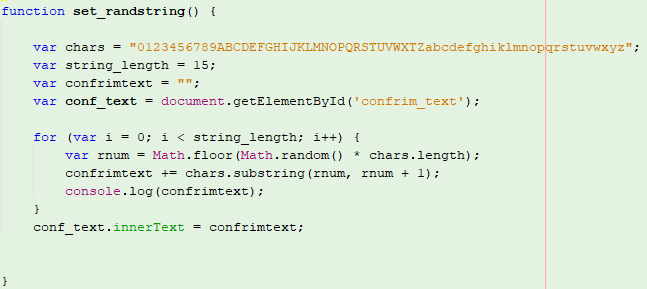 function set_randstring() {
var chars = "0123456789ABCDEFGHIJKLMNOPQRSTUVWXTZabcdefghiklmnopqrstuvwxyz";
var string_length = 15;
var confrimtext = "";
var conf_text = document.getElementById('confrim_text');
for (var i = 0; i < string_length; i++) {
var rnum = Math.floor(Math.random() * chars.length);
confrimtext += chars.substring(rnum, rnum + 1);
console.log(confrimtext);
}
conf_text.innerText = confrimtext;
}